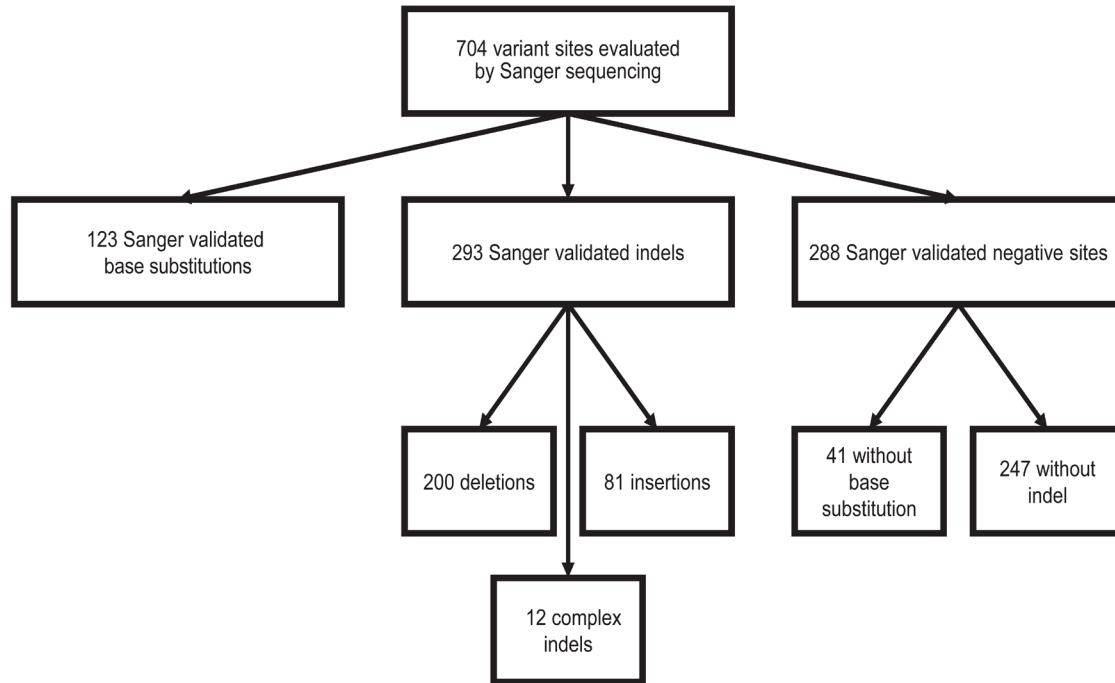 704 variant sites evaluated
by Sanger sequencing
123 Sanger validated
base substitutions
293 Sanger validated indels
288 Sanger validated negative sites
200 deletions
81 insertions
41 without
base
substitution
247 without
indel
12 complex
indels